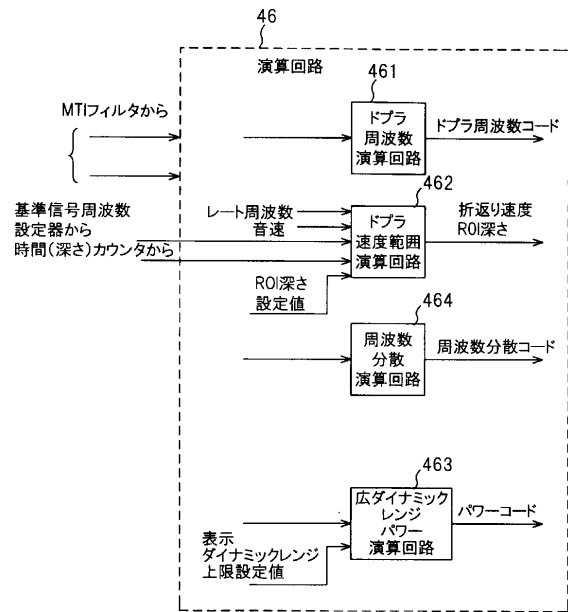 46
演算回路
461
MTIフィルタから
ドプラ
周波数
演算回路
ドプラ周波数コード
462
基準信号周波数
設定器から
時間(深さ)カウンタから
レート周波数
音速
ドプラ
速度範囲
演算回路
折返り速度
ROI深さ
ROI深さ
設定値
464
周波数
分散
演算回路
周波数分散コード
463
広ダイナミック
レンジ
パワー
演算回路
パワーコード
表示
ダイナミックレンジ
上限設定値